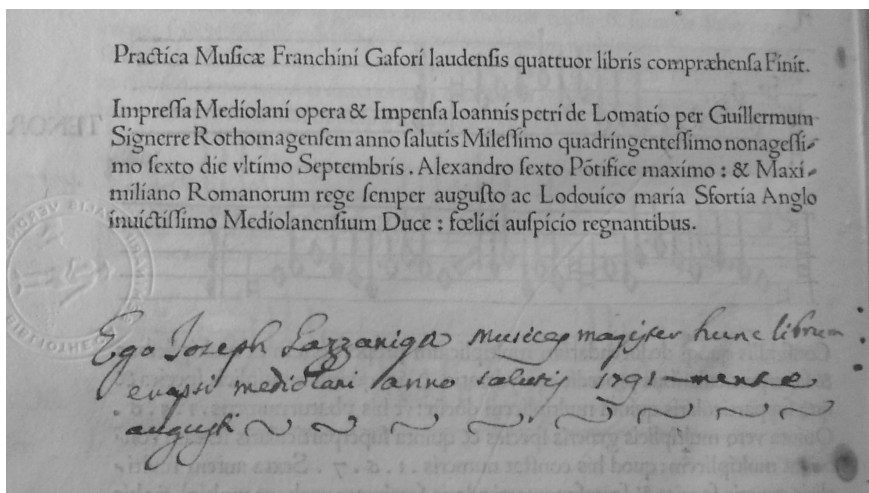 Practica Muſicæ Franchini Gafori laudenſis quattuor libris compræhenſa Finit.
Impreſſa Mediolani opera & Impenſa Ioannis petri de Lomatio per Guillermum
Signerre Rothomagenſem anno ſalutis Mileſſimo quadringenteſſimo nonageſſi-
mo ſexto die vltimo Septembris. Alexandro ſexto Põtifice maximo: & Maxi-
miliano Romanorum rege ſemper auguſto ac Lodouico maria Sfortia Anglo
inuictiſſimo Mediolanenſium Duce: fœlici auſpicio regnantibus.
TENOR
Ego Joseph Lazzaniga musicæ magister hunc librum
evassi mediolani anno salutis 1791 mense
augusti